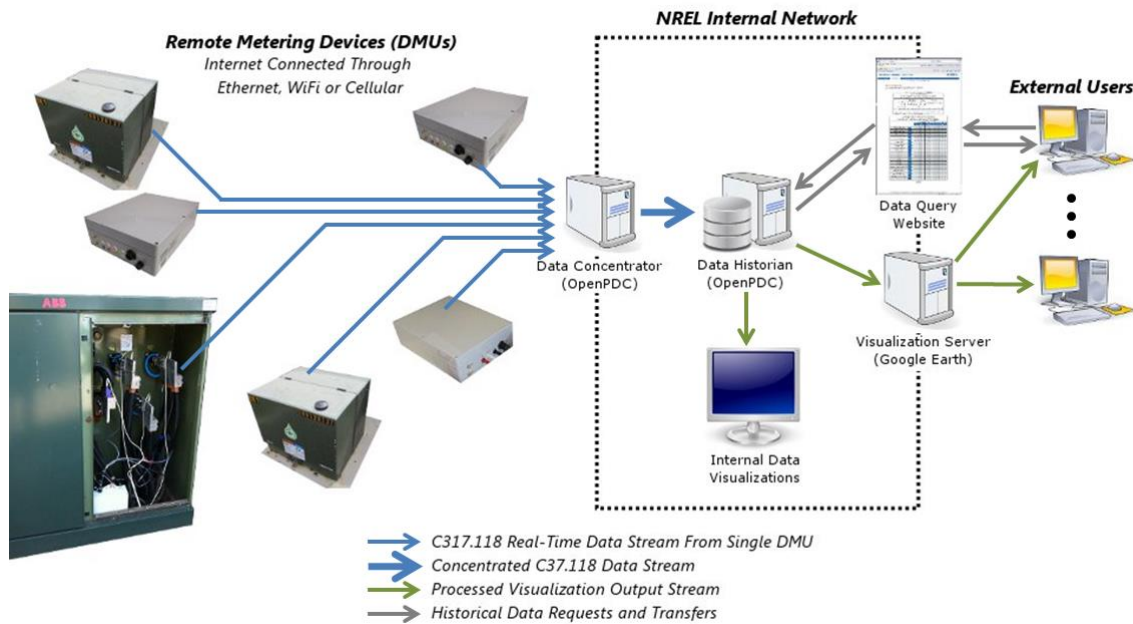 NREL Internal Network
Remote Metering Devices (DMUs)
Internet Connected Through
Ethernet, WiFi or Cellular
External Users
Data Query
Website
Data Concentrator
(OpenPDC)
Data Historian
(OpenPDC)
Visualization Server
(Google Earth)
Internal Data
Visualizations
ABB
C317.118 Real-Time Data Stream From Single DMU
Concentrated C37.118 Data Stream
Processed Visualization Output Stream
Historical Data Requests and Transfers